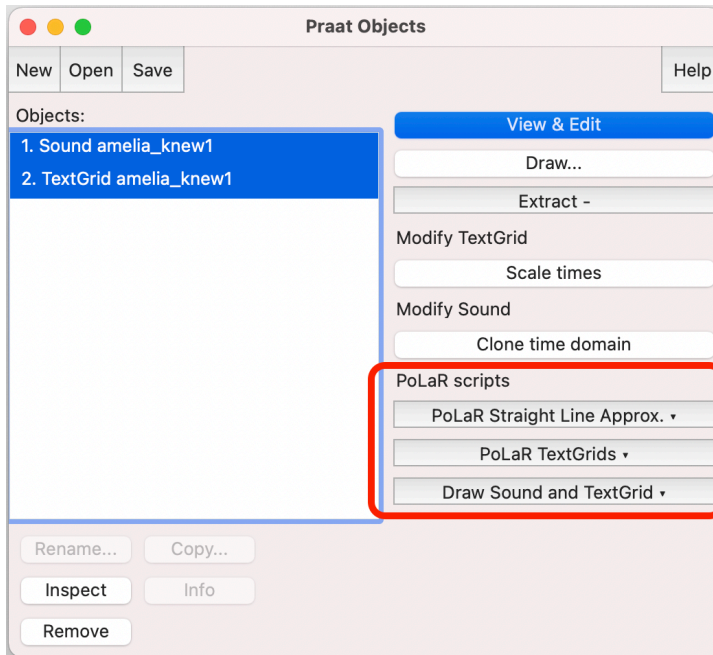 Praat Objects
New Open Save Help
Objects:
1. Sound amelia_knew1
2. TextGrid amelia_knew1
View & Edit
Draw...
Extract -
Modify TextGrid
Scale times
Modify Sound
Clone time domain
PoLaR scripts
PoLaR Straight Line Approx. ▾
PoLaR TextGrids ▾
Draw Sound and TextGrid ▾
Rename... Copy...
Inspect Info
Remove